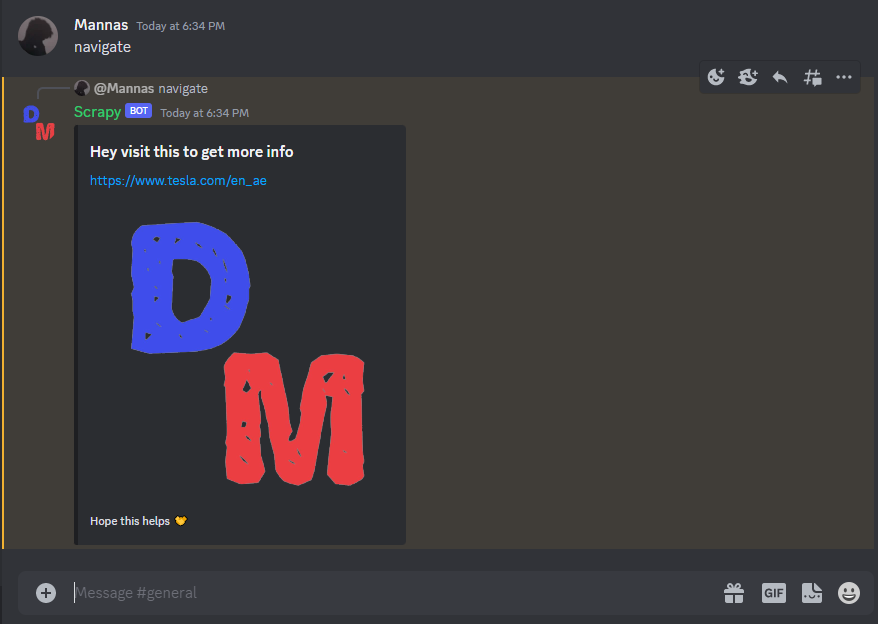 Mannas Today at 6:34 PM
navigate
@Mannas navigate
Scrapy BOT Today at 6:34 PM
Hey visit this to get more info
https://www.tesla.com/en_ae
D
M
D
M
Hope this helps
Message #general
GIF